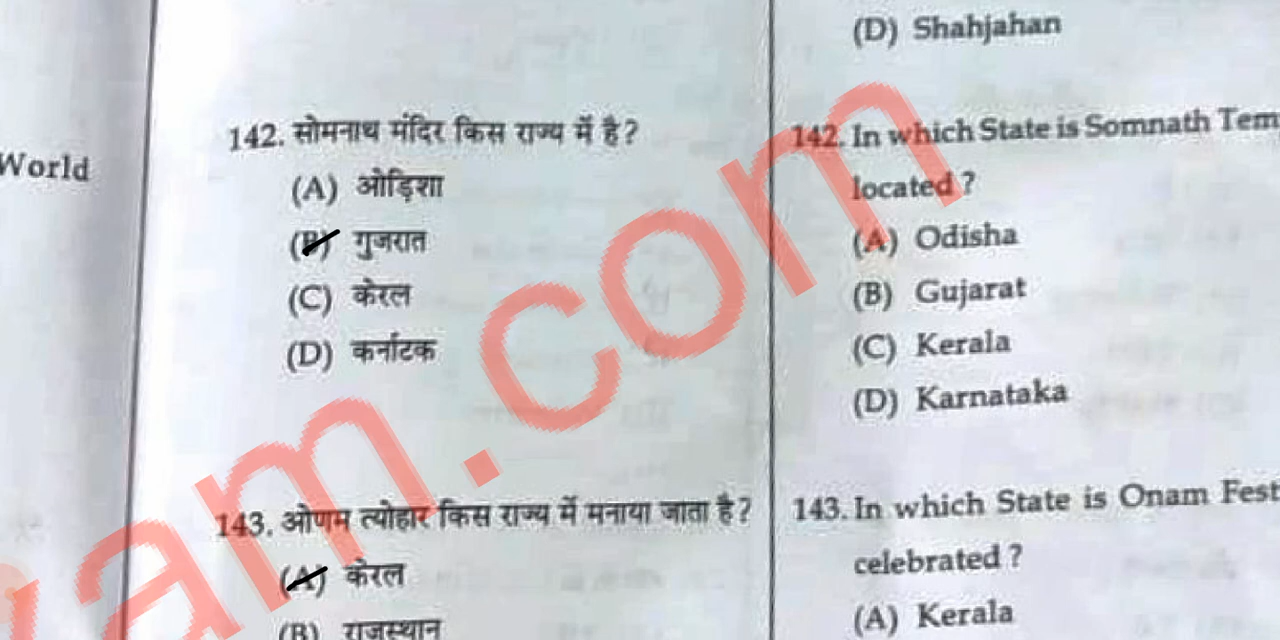 World
142. सोमनाथ मंदिर किस राज्य में है?
(A) ओड़िशा
(B) गुजरात
(C) केरल
(D) कर्नाटक
143. ओणम त्योहार किस राज्य में मनाया जाता है?
(A) केरल
(B) राजस्थान
(D) Shahjahan
142. In which State is Somnath Tem
located ?
(A) Odisha
(B) Gujarat
(C) Kerala
(D) Karnataka
143. In which State is Onam Fest
celebrated ?
(A) Kerala
am.com